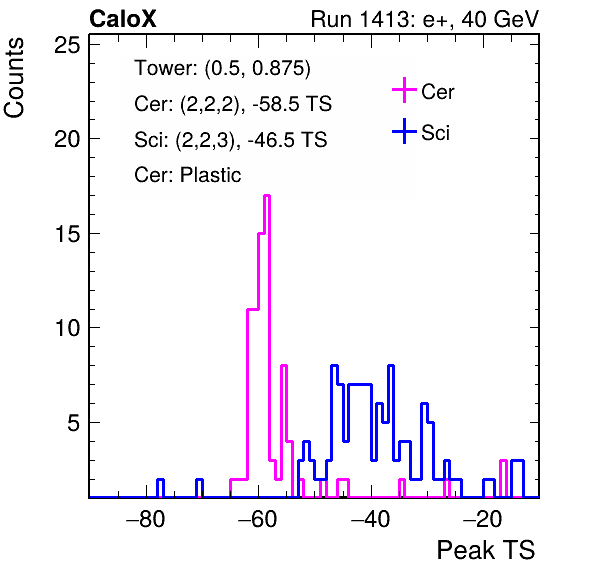 CaloX Run 1413: e+, 40 GeV
Counts
25
20
15
10
5
Tower: (0.5, 0.875)
Cer: (2,2,2), -58.5 TS
Sci: (2,2,3), -46.5 TS
Cer: Plastic
Cer
Sci
−80 −60 −40 −20
Peak TS